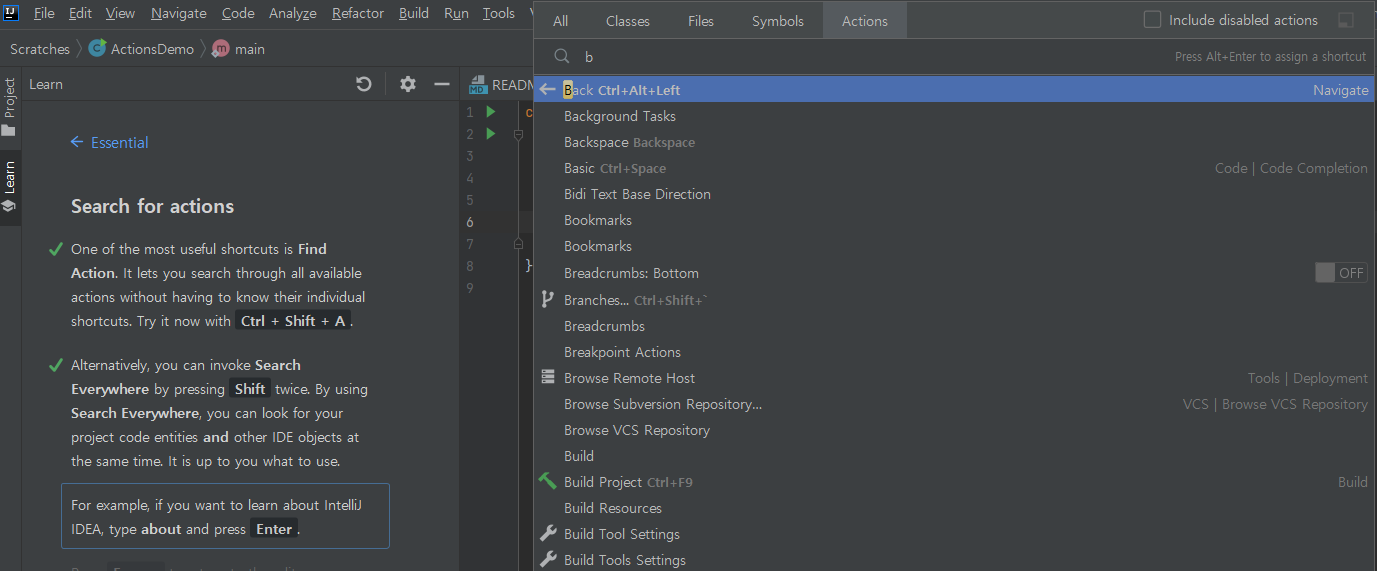 File Edit View Navigate Code Analyze Refactor Build Run Tools
Scratches ActionsDemo main
Project
Learn
Learn
← Essential
Search for actions
One of the most useful shortcuts is Find
Action. It lets you search through all available
actions without having to know their individual
shortcuts. Try it now with Ctrl + Shift + A .
Alternatively, you can invoke Search
Everywhere by pressing Shift twice. By using
Search Everywhere, you can look for your
project code entities and other IDE objects at
the same time. It is up to you what to use.
For example, if you want to learn about IntelliJ
IDEA, type about and press Enter .
READM
1 c
2
3
4
5
6
7
8 }
9
All Classes Files Symbols Actions Include disabled actions
b Press Alt+Enter to assign a shortcut
Back Ctrl+Alt+Left Navigate
Background Tasks
Backspace Backspace
Basic Ctrl+Space Code | Code Completion
Bidi Text Base Direction
Bookmarks
Bookmarks
Breadcrumbs: Bottom OFF
Branches... Ctrl+Shift+`
Breadcrumbs
Breakpoint Actions
Browse Remote Host Tools | Deployment
Browse Subversion Repository... VCS | Browse VCS Repository
Browse VCS Repository
Build
Build Project Ctrl+F9 Build
Build Resources
Build Tool Settings
Build Tools Settings